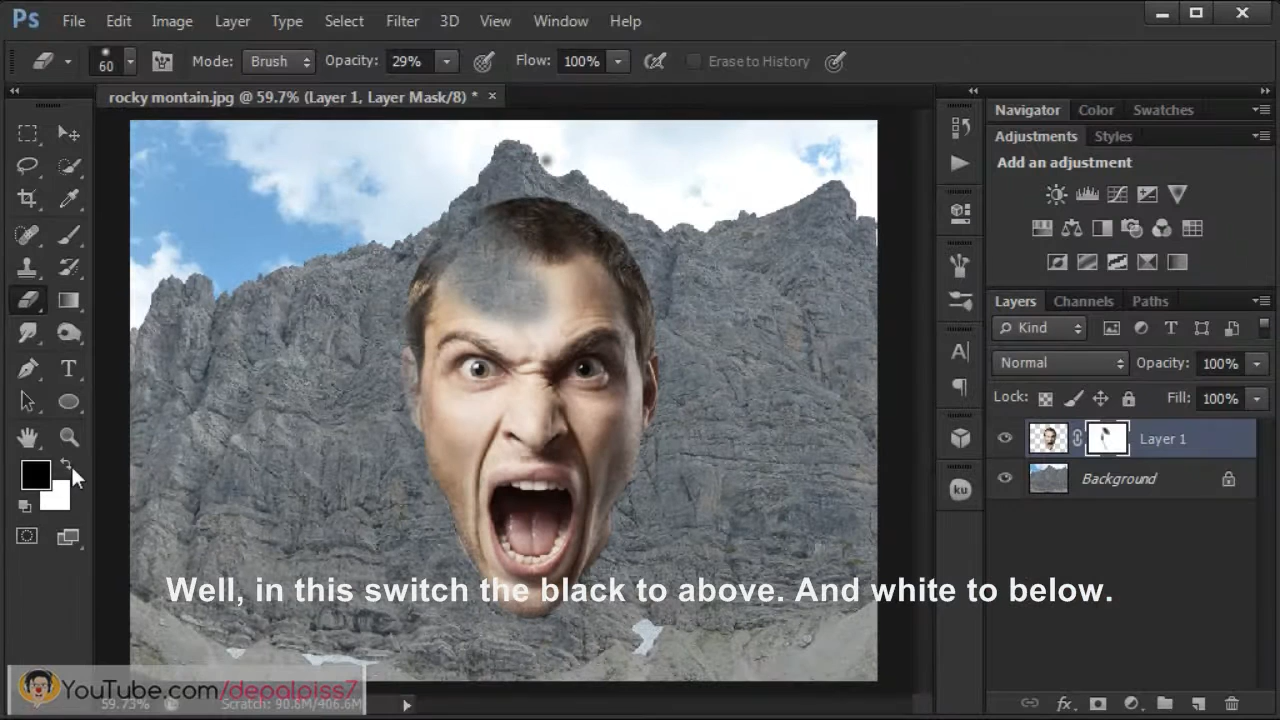 Ps File Edit Image Layer Type Select Filter 3D View Window Help
60 Mode: Brush Opacity: 29% Flow: 100% Erase to History
rocky montain.jpg @ 59.7% (Layer 1, Layer Mask/8) * ×
Navigator Color Swatches
Adjustments Styles
Add an adjustment
Layers Channels Paths
Kind
Normal Opacity: 100%
Lock: Fill: 100%
Layer 1
Background
A
T
ku
Well, in this switch the black to above. And white to below.
YouTube.com/depalpiss7
59.73% Scratch: 90.8M/406.6M
fx